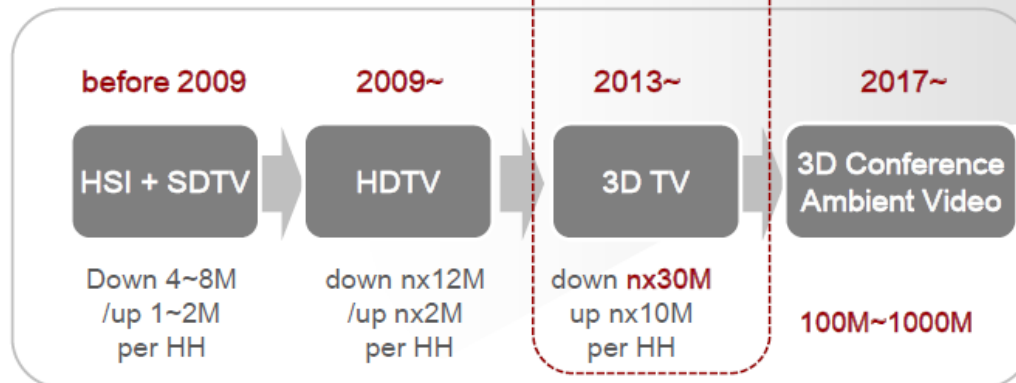 before 2009
2009~
2013~
2017~
HSI + SDTV
HDTV
3D TV
3D Conference
Ambient Video
Down 4~8M
/up 1~2M
per HH
down nx12M
/up nx2M
per HH
down nx30M
up nx10M
per HH
100M~1000M